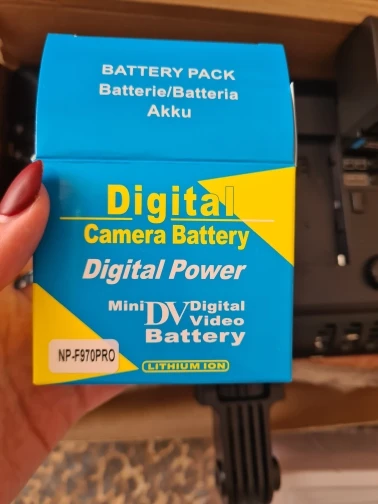 BATTERY PACK
Batterie/Batteria
Akku
Digital
Camera Battery
Digital Power
Mini DV Digital
Video
Battery
NP-F970PRO
LITHIUM ION